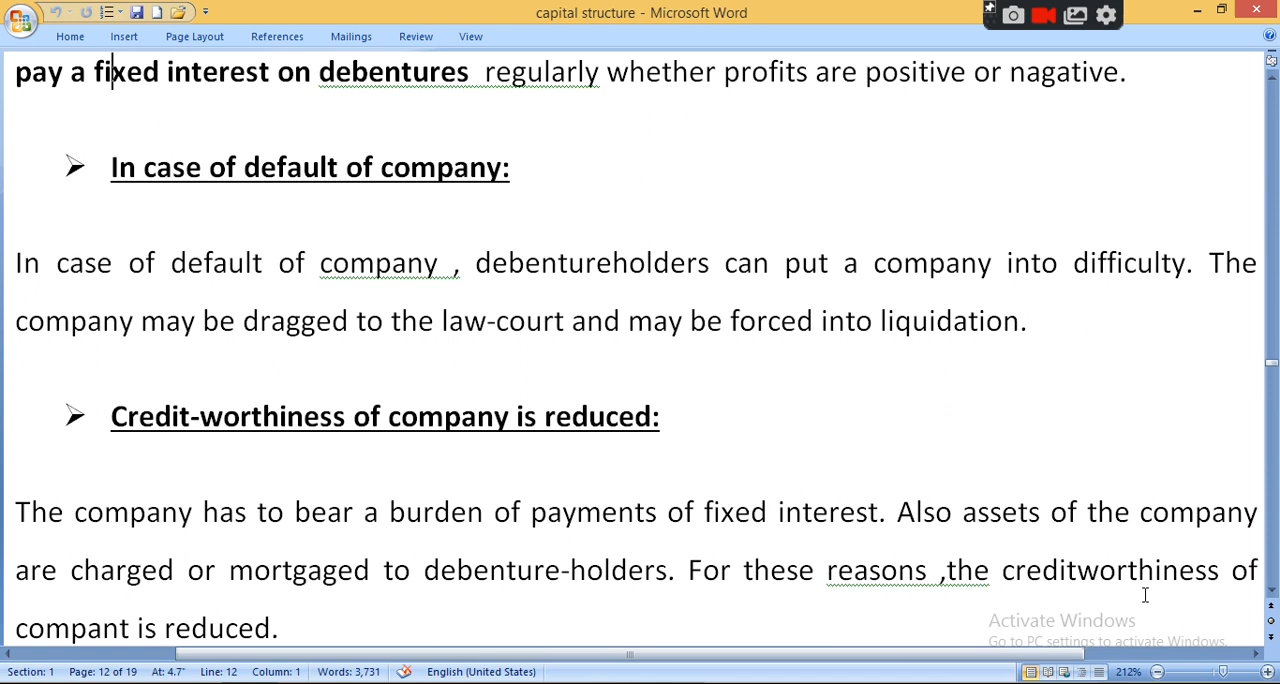 capital structure - Microsoft Word
Home Insert Page Layout References Mailings Review View
pay a fixed interest on debentures regularly whether profits are positive or nagative.
In case of default of company:
In case of default of company , debentureholders can put a company into difficulty. The
company may be dragged to the law-court and may be forced into liquidation.
Credit-worthiness of company is reduced:
The company has to bear a burden of payments of fixed interest. Also assets of the company
are charged or mortgaged to debenture-holders. For these reasons ,the creditworthiness of
compant is reduced.
Activate Windows
Go to PC settings to activate Windows.
Section: 1 Page: 12 of 19 At: 4.7" Line: 12 Column: 1 Words: 3,731 English (United States) 212%